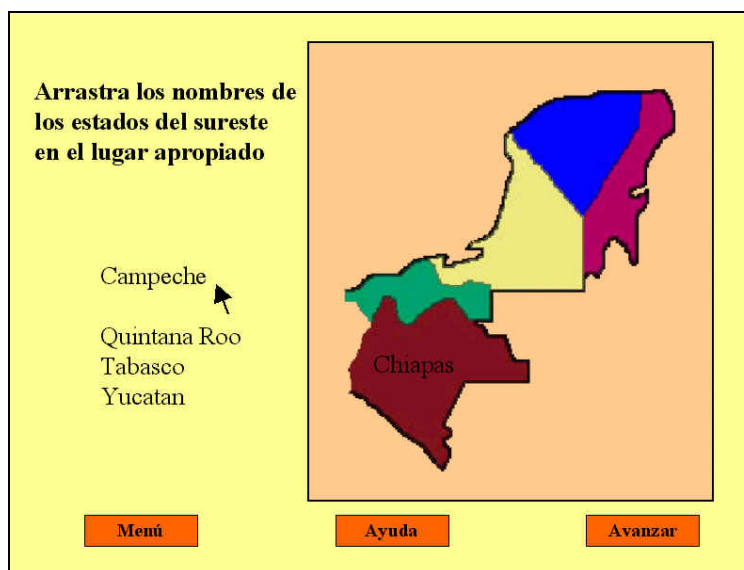 Arrastra los nombres de
los estados del sureste
en el lugar apropiado
Campeche
Quintana Roo
Tabasco
Yucatan
Chiapas
Menú
Ayuda
Avanzar